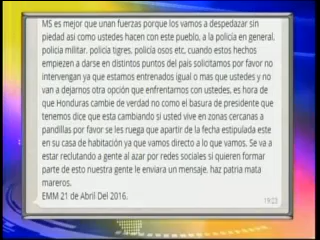 MS es mejor que unan fuerzas porque los vamos a despedazar sin
piedad asi como ustedes hacen con este pueblo, a la policia en general,
policia militar, policia tigres, policia osos etc, cuando estos hechos
empiezen a darse en distintos puntos del pais solicitamos por favor no
intervengan ya que estamos entrenados igual o mas que ustedes y no
van a dejarnos otra opción que enfrentarnos con ustedes, es hora de
que Honduras cambie de verdad no como el basura de presidente que
tenemos dice que esta cambiando si usted vive en zonas cercanas a
pandillas por favor se les ruega que apartir de la fecha estipulada este
en su casa de habitación ya que vamos directo a lo que vamos. Se va a
estar reclutando a gente al azar por redes sociales si quieren formar
parte de esto nuestra gente le enviara un mensaje. haz patria mata
mareros.
EMM 21 de Abril Del 2016.
19:23